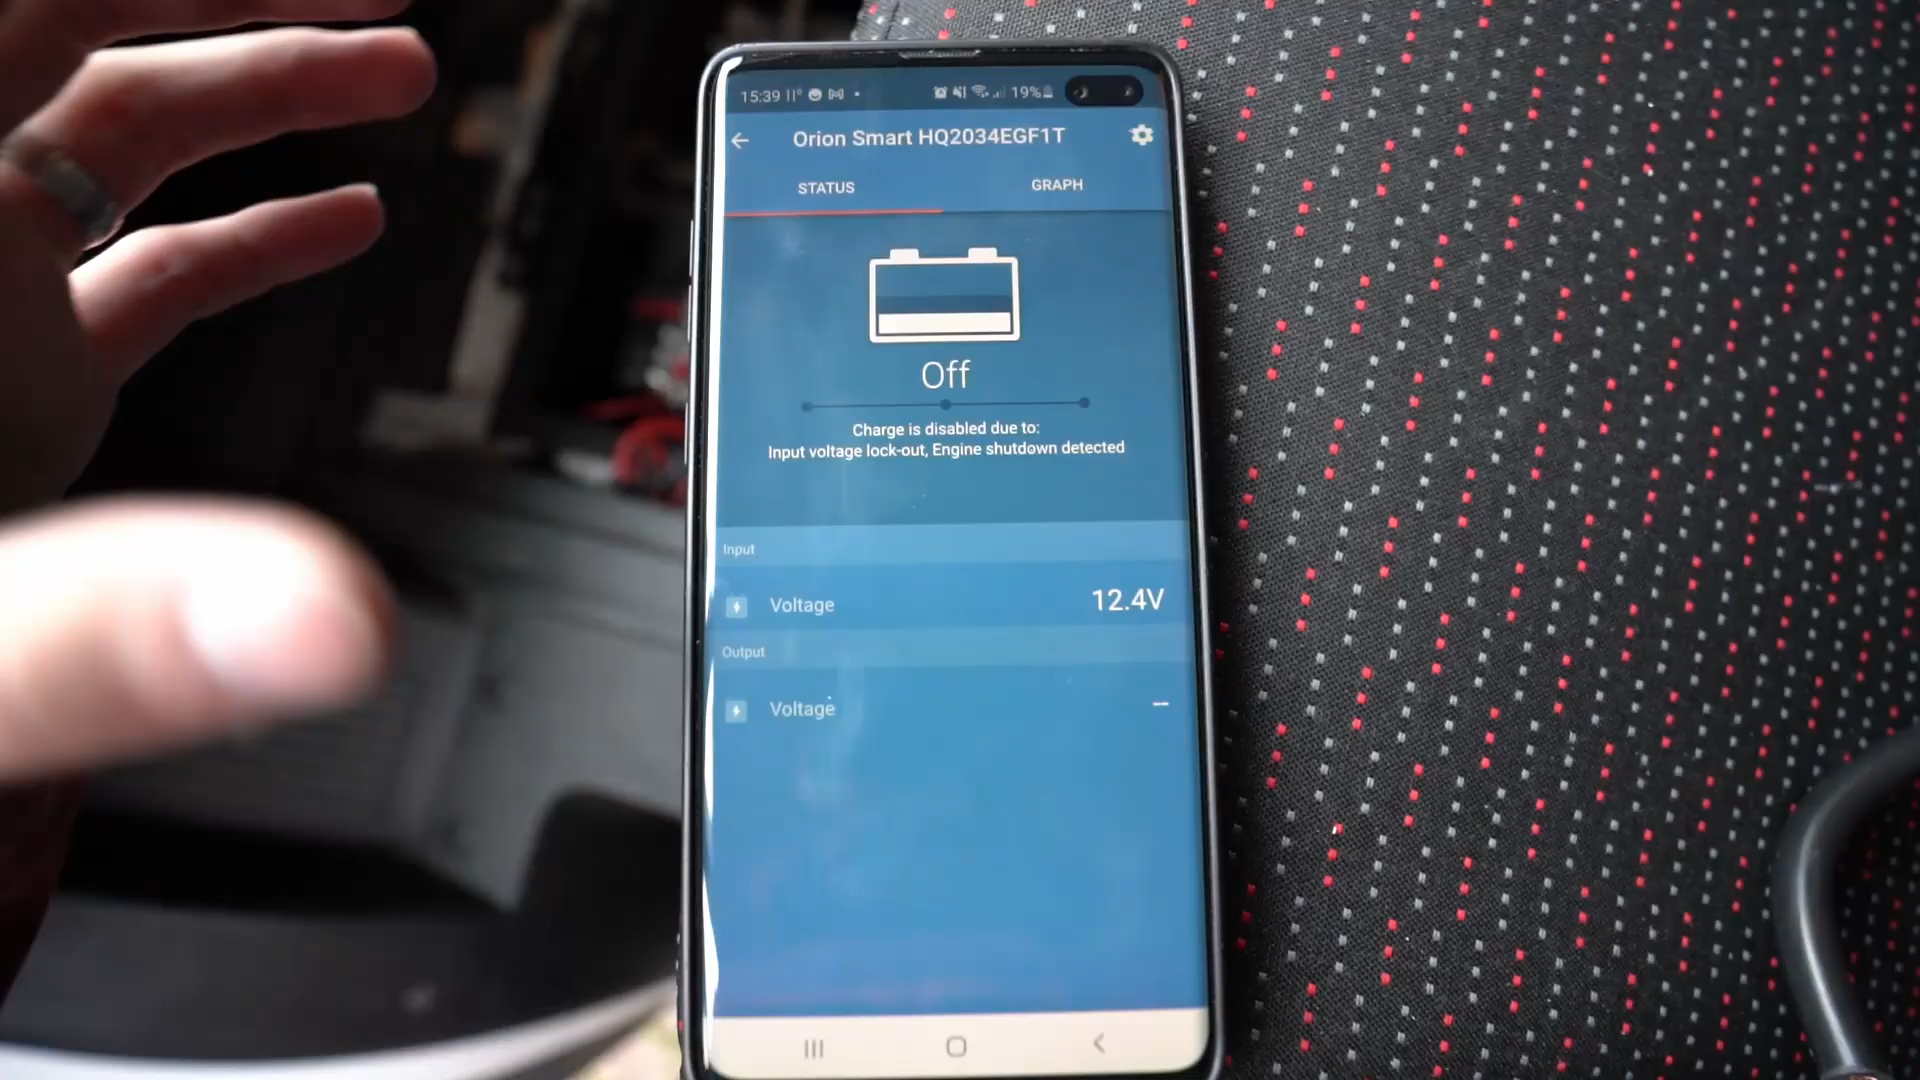 15:39 19%
Orion Smart HQ2034EGF1T
STATUS GRAPH
Off
Charge is disabled due to:
Input voltage lock-out, Engine shutdown detected
Input
Voltage 12.4V
Output
Voltage --